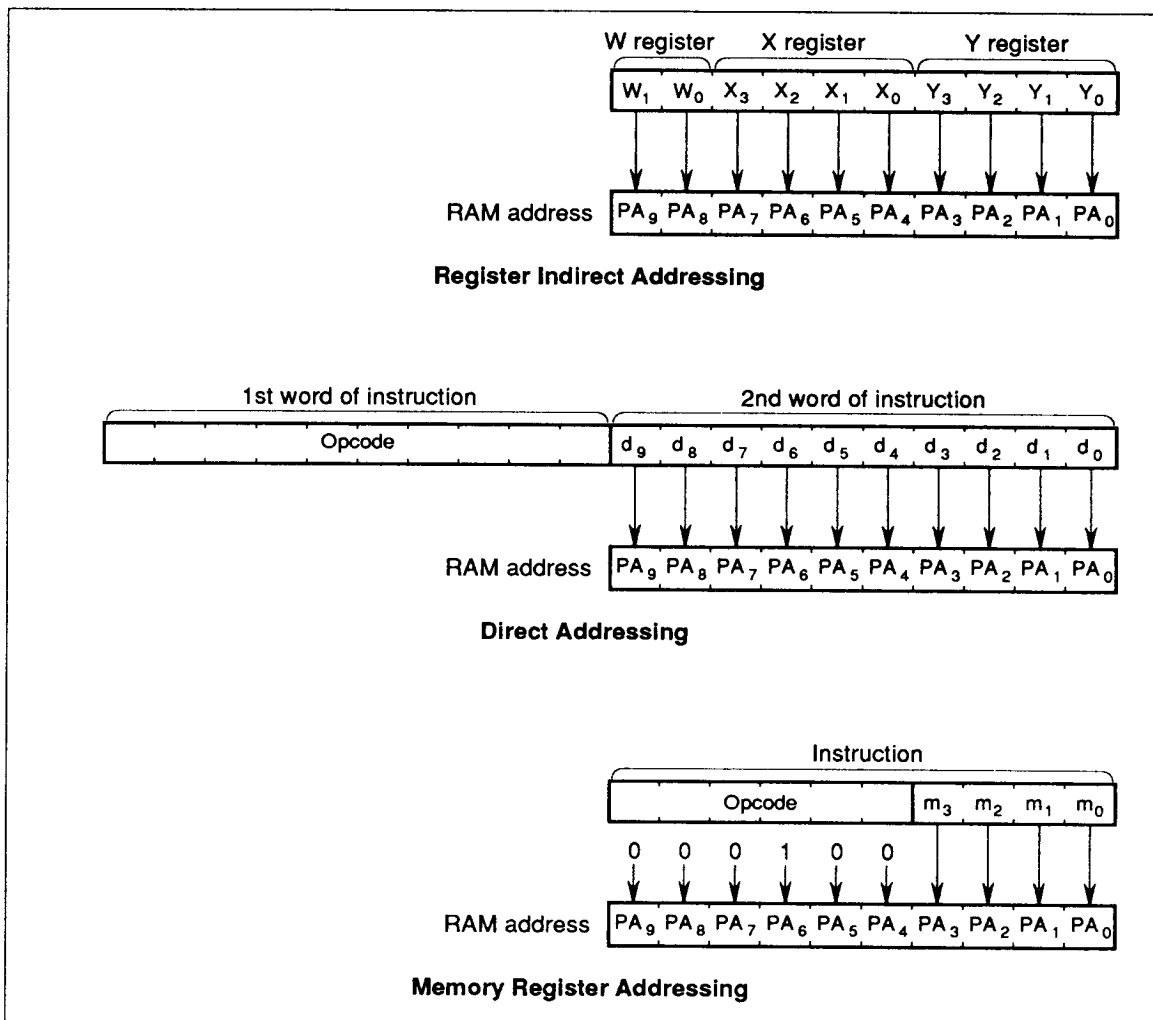 W register X register Y register
W1 W0 X3 X2 X1 X0 Y3 Y2 Y1 Y0
RAM address PA9 PA8 PA7 PA6 PA5 PA4 PA3 PA2 PA1 PA0
Register Indirect Addressing
1st word of instruction 2nd word of instruction
Opcode d9 d8 d7 d6 d5 d4 d3 d2 d1 d0
RAM address PA9 PA8 PA7 PA6 PA5 PA4 PA3 PA2 PA1 PA0
Direct Addressing
Instruction
Opcode m3 m2 m1 m0
0 0 0 1 0 0
RAM address PA9 PA8 PA7 PA6 PA5 PA4 PA3 PA2 PA1 PA0
Memory Register Addressing